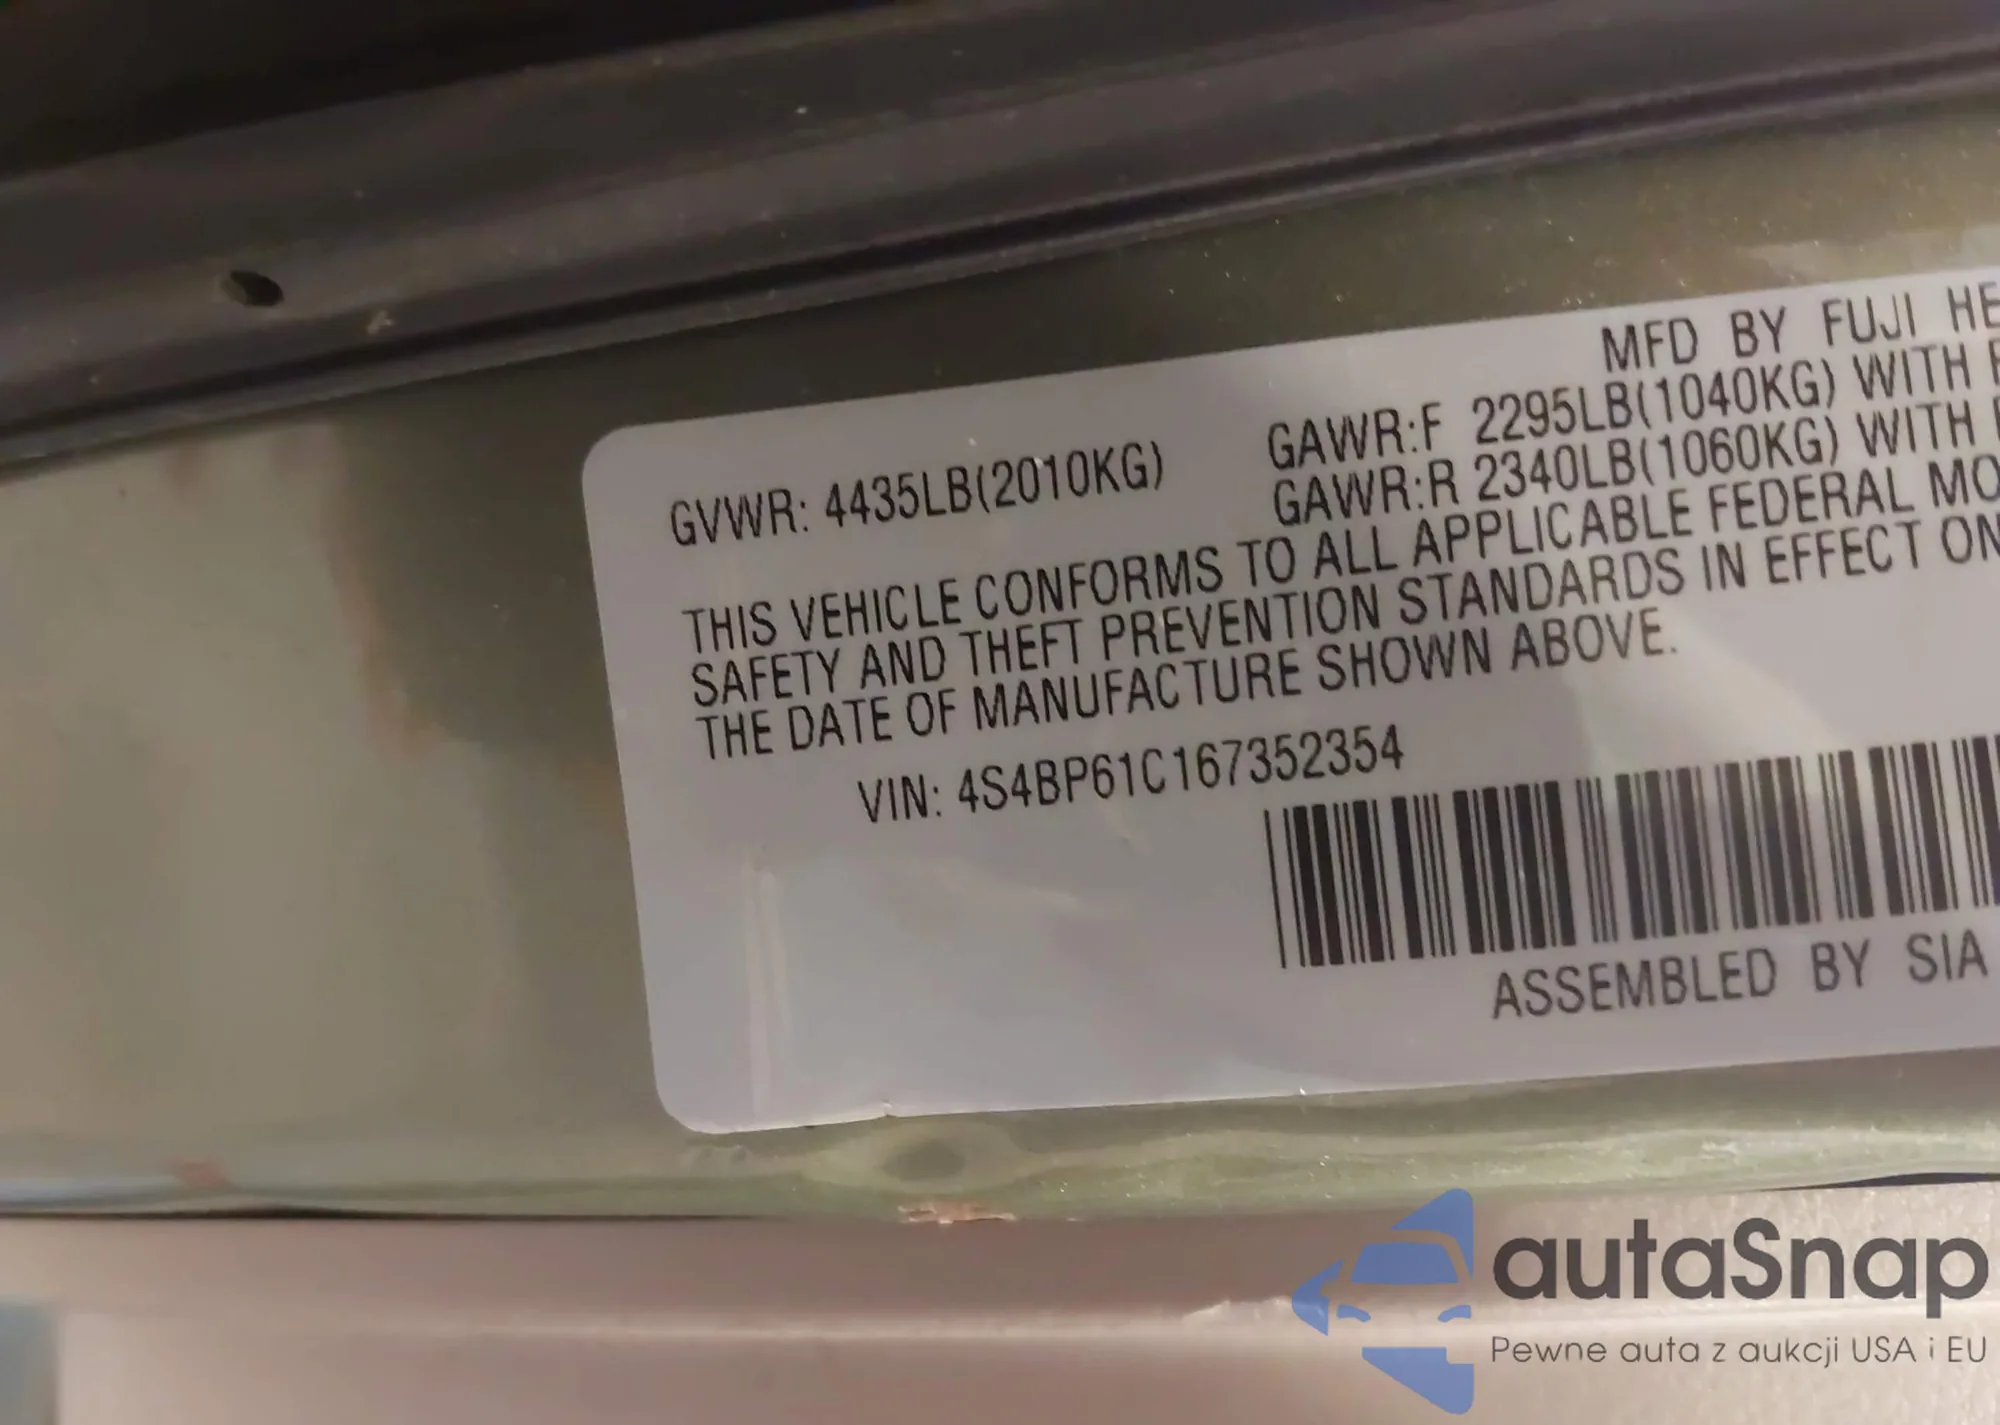 MFD BY FUJI HE
GVWR: 4435LB(2010KG) GAWR:F 2295LB(1040KG) WITH
GAWR:R 2340LB(1060KG) WITH
THIS VEHICLE CONFORMS TO ALL APPLICABLE FEDERAL MO
SAFETY AND THEFT PREVENTION STANDARDS IN EFFECT ON
THE DATE OF MANUFACTURE SHOWN ABOVE.
VIN: 4S4BP61C167352354
ASSEMBLED BY SIA
autaSnap
Pewne auta z aukcji USA i EU